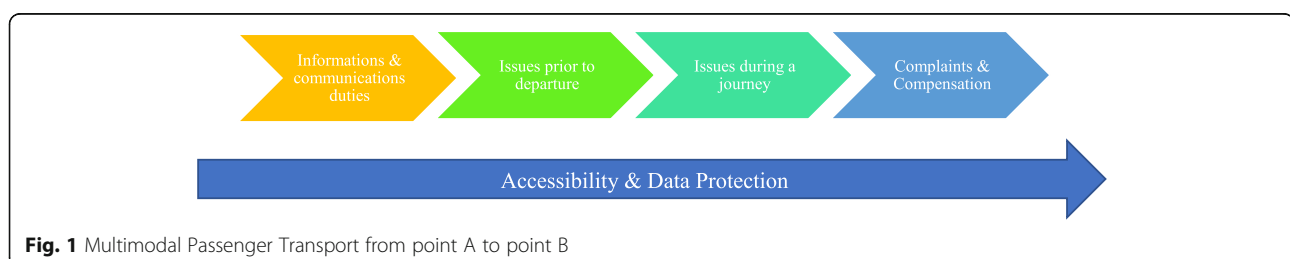 Informations &
communications
duties
Issues prior to
departure
Issues during a
journey
Complaints &
Compensation
Accessibility & Data Protection
Fig. 1 Multimodal Passenger Transport from point A to point B